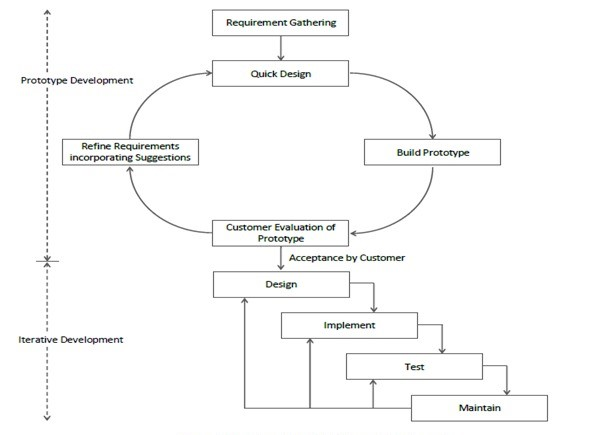 Requirement Gathering
Prototype Development
Quick Design
Refine Requirements
incorporating Suggestions
Build Prototype
Customer Evaluation of
Prototype
Acceptance by Customer
Design
Iterative Development
Implement
Test
Maintain